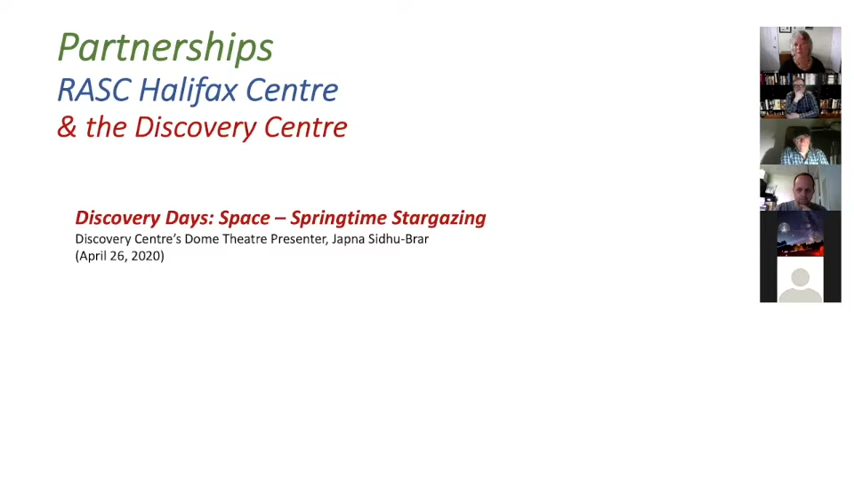 Partnerships
RASC Halifax Centre
& the Discovery Centre
Discovery Days: Space – Springtime Stargazing
Discovery Centre's Dome Theatre Presenter, Japna Sidhu-Brar
(April 26, 2020)